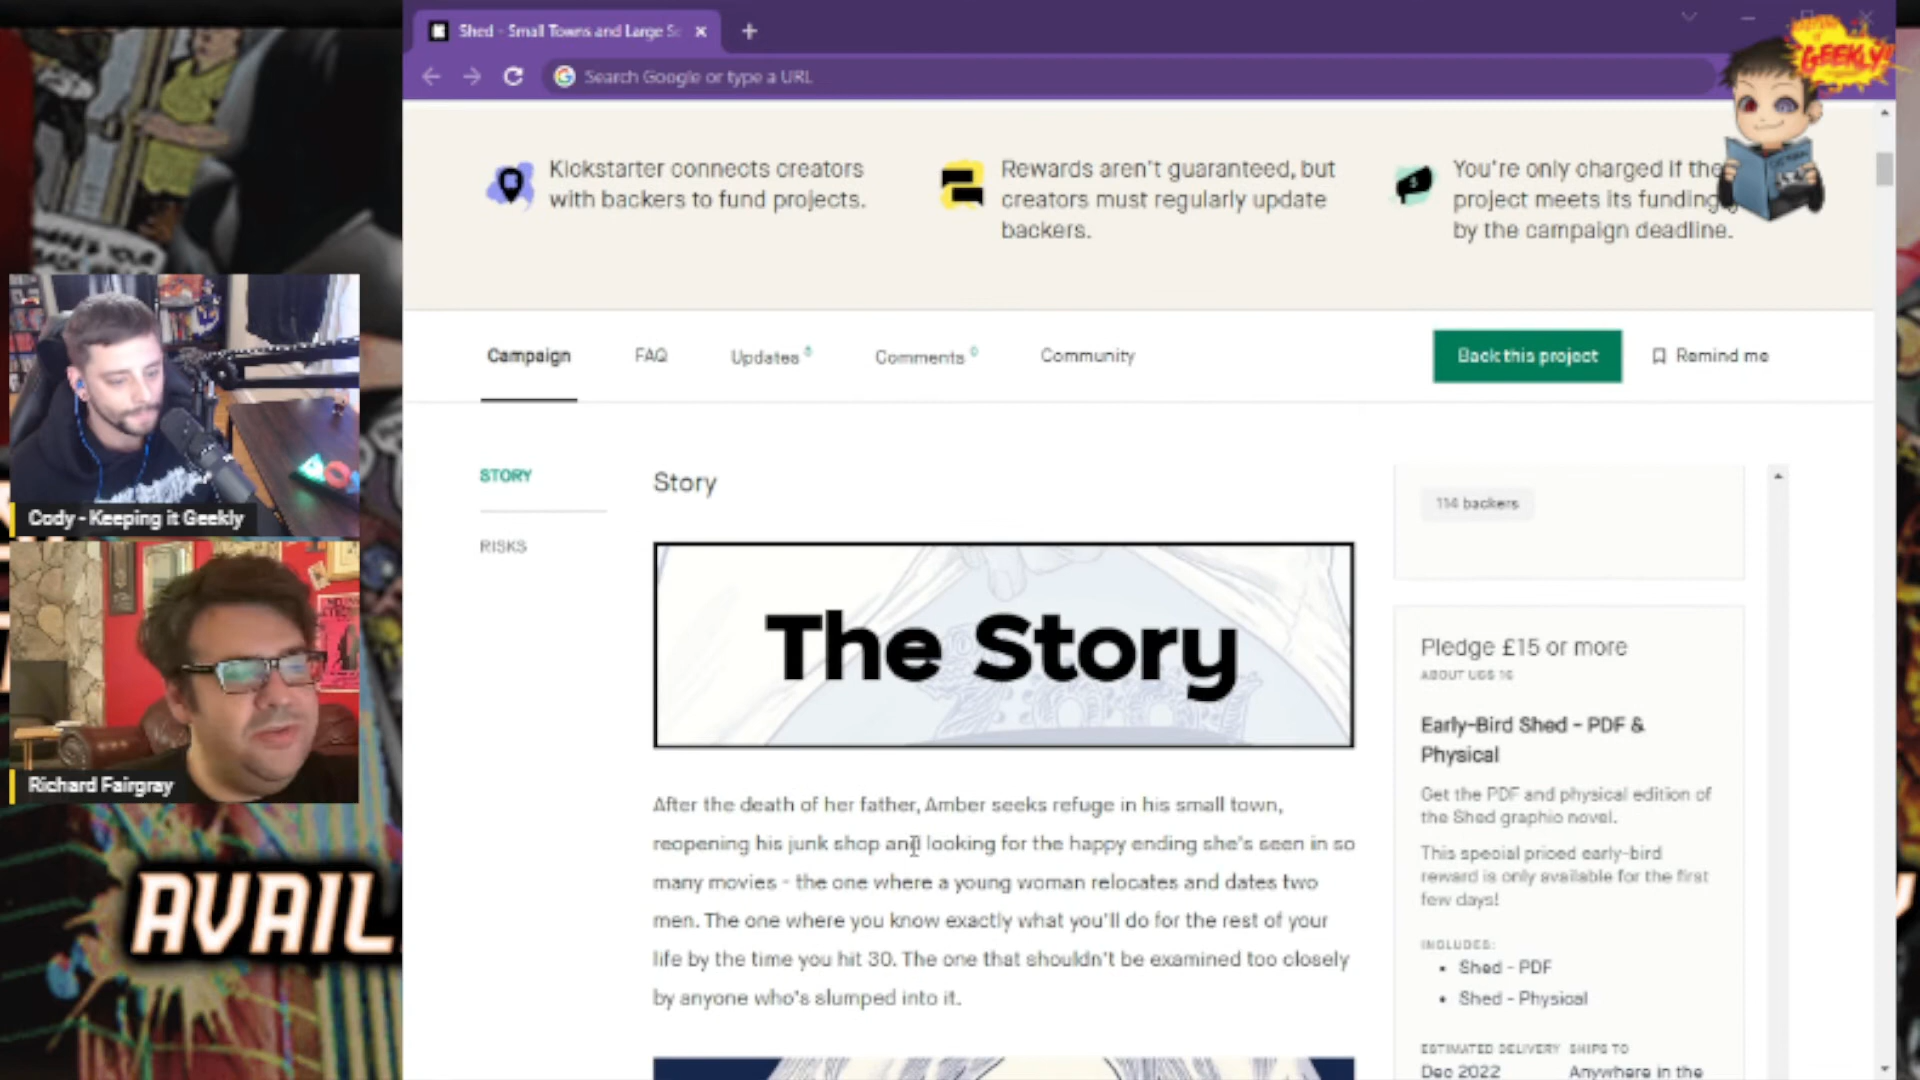 Shed - Small Towns and Large Sc
Search Google or type a URL
GEEKLY!
Kickstarter connects creators
with backers to fund projects.
Rewards aren't guaranteed, but
creators must regularly update
backers.
You're only charged if the
project meets its funding
by the campaign deadline.
Campaign
FAQ
Updates
Comments
Community
Back this project
Remind me
STORY
RISKS
Story
The Story
After the death of her father, Amber seeks refuge in his small town,
reopening his junk shop and looking for the happy ending she's seen in so
many movies - the one where a young woman relocates and dates two
men. The one where you know exactly what you'll do for the rest of your
life by the time you hit 30. The one that shouldn't be examined too closely
by anyone who's slumped into it.
114 backers
Pledge £15 or more
ABOUT US$ 16
Early-Bird Shed - PDF &
Physical
Get the PDF and physical edition of
the Shed graphic novel.
This special priced early-bird
reward is only available for the first
few days!
INCLUDES:
• Shed - PDF
• Shed - Physical
ESTIMATED DELIVERY
Dec 2022
SHIPS TO
Anywhere in the
Cody - Keeping it Geekly
Richard Fairgray
AVAIL